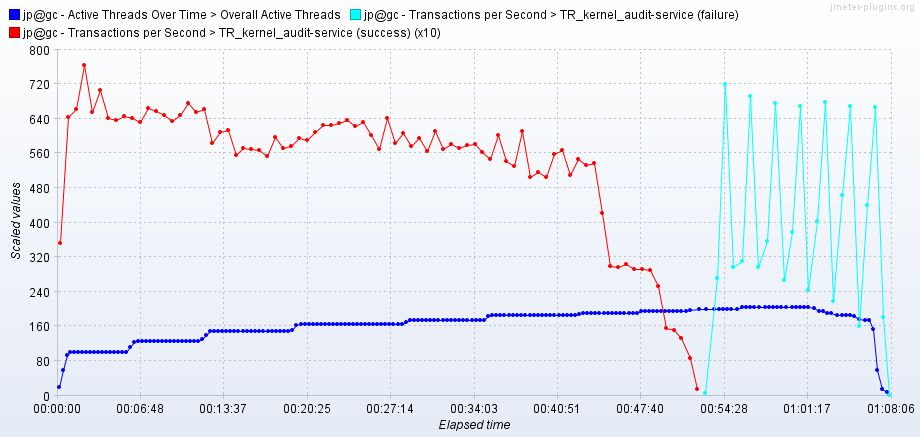 jp@gc - Active Threads Over Time > Overall Active Threads jp@gc - Transactions per Second > TR_kernel_audit-service (failure)
jmeter-plugins.org
jp@gc - Transactions per Second > TR_kernel_audit-service (success) (x10)
800
720
640
560
480
400
320
240
160
80
0
Scaled values
00:00:00 00:06:48 00:13:37 00:20:25 00:27:14 00:34:03 00:40:51 00:47:40 00:54:28 01:01:17 01:08:06
Elapsed time